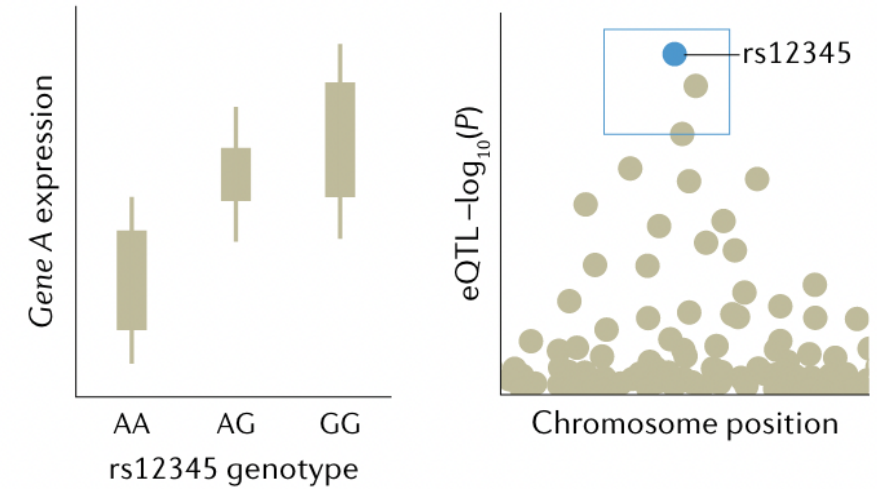 Gene A expression
AA AG GG
rs12345 genotype
eQTL –log10(P)
rs12345
Chromosome position